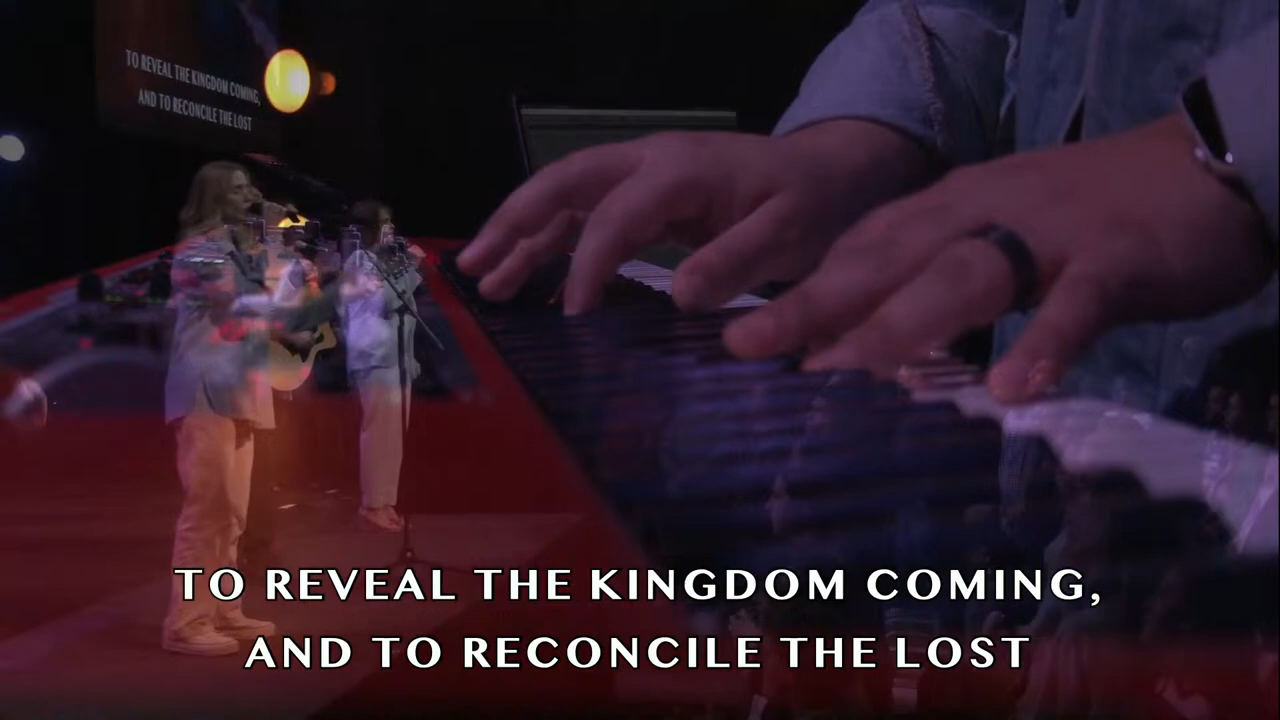 TO REVEAL THE KINGDOM COMING,
AND TO RECONCILE THE LOST
TO REVEAL THE KINGDOM COMING,
AND TO RECONCILE THE LOST